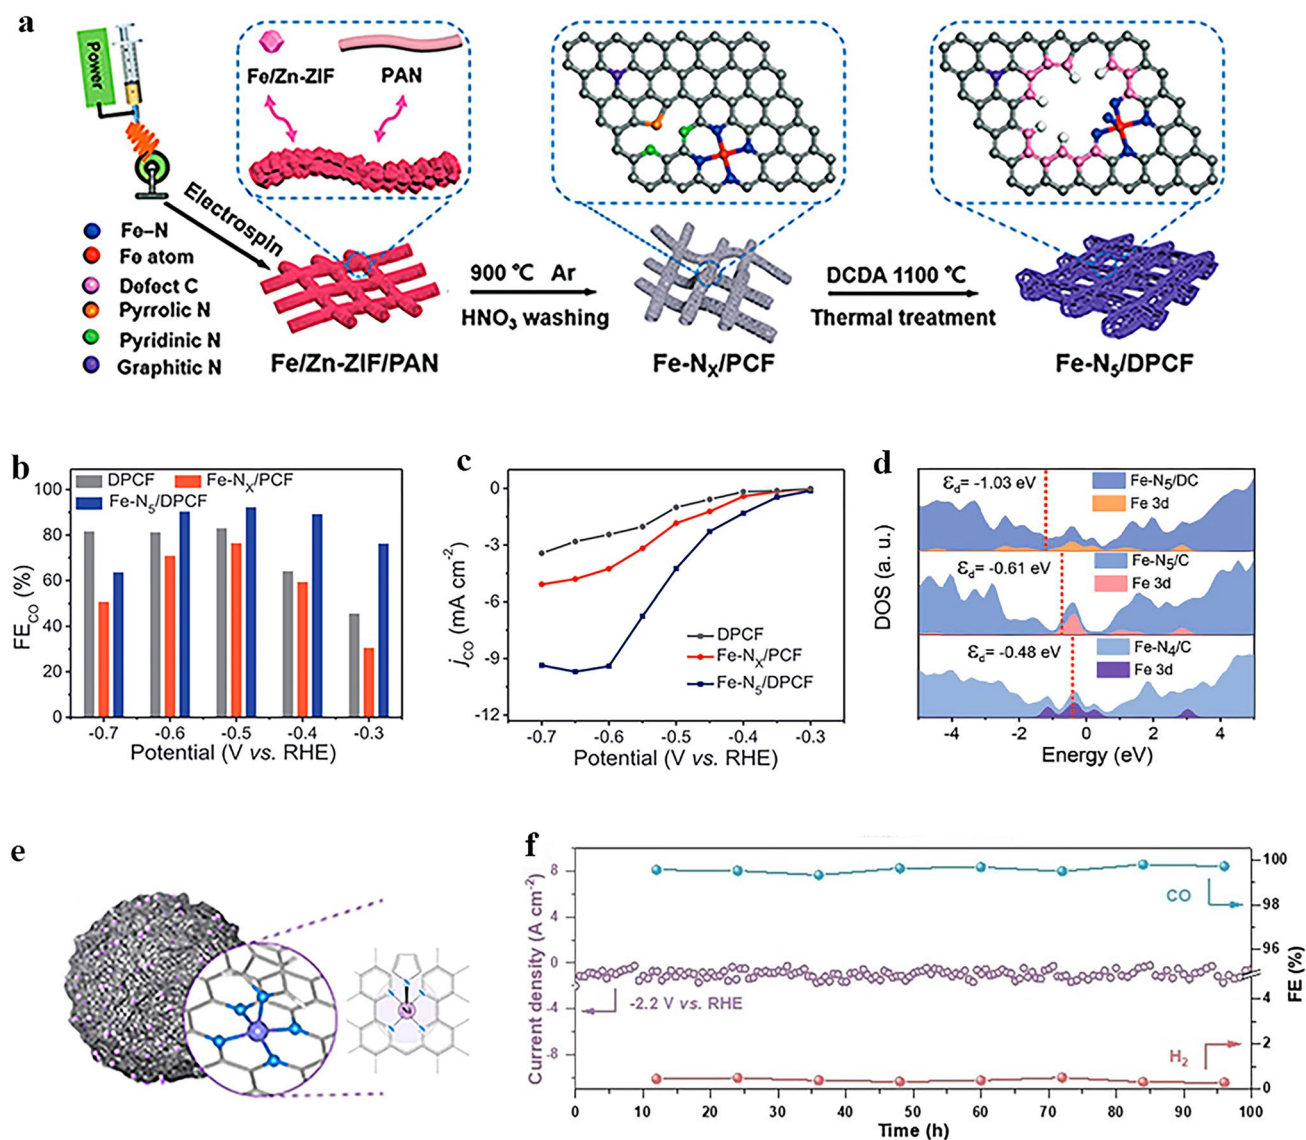 a
Power
Fe/Zn-ZIF
PAN
Electrospin
Fe–N
Fe atom
Defect C
Pyrrolic N
Pyridinic N
Graphitic N
Fe/Zn-ZIF/PAN
900 ℃ Ar
HNO₃ washing
Fe-Nₓ/PCF
DCDA 1100 ℃
Thermal treatment
Fe-N₅/DPCF
b
DPCF
Fe-Nₓ/PCF
Fe-N₅/DPCF
100
80
60
40
20
0
FE_CO (%)
-0.7 -0.6 -0.5 -0.4 -0.3
Potential (V vs. RHE)
c
0
-3
-6
-9
-12
j_CO (mA cm⁻²)
DPCF
Fe-Nₓ/PCF
Fe-N₅/DPCF
-0.7 -0.6 -0.5 -0.4 -0.3
Potential (V vs. RHE)
d
DOS (a. u.)
Ɛd= -1.03 eV
Fe-N₅/DC
Fe 3d
Ɛd= -0.61 eV
Fe-N₅/C
Fe 3d
Ɛd= -0.48 eV
Fe-N₄/C
Fe 3d
-4 -2 0 2 4
Energy (eV)
e
f
Current density (A cm⁻²)
8
4
0
-4
-8
CO
-2.2 V vs. RHE
H₂
100
98
96
4
2
0
FE (%)
0 10 20 30 40 50 60 70 80 90 100
Time (h)